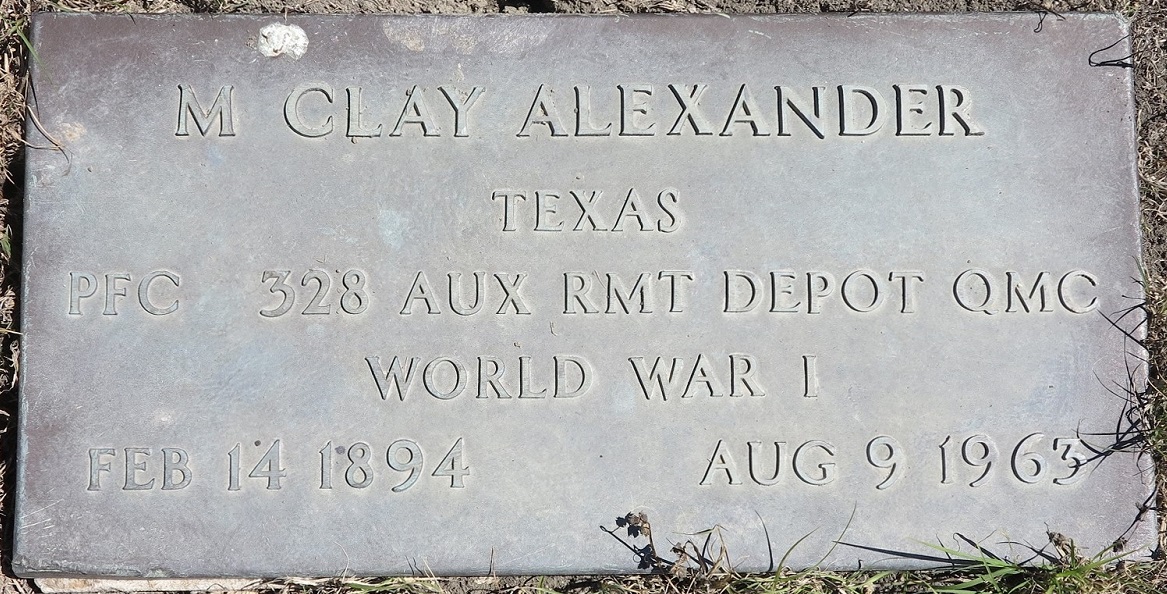 M CLAY ALEXANDER
TEXAS
PFC 328 AUX RMT DEPOT QMC
WORLD WAR I
FEB 14 1894 AUG 9 1963